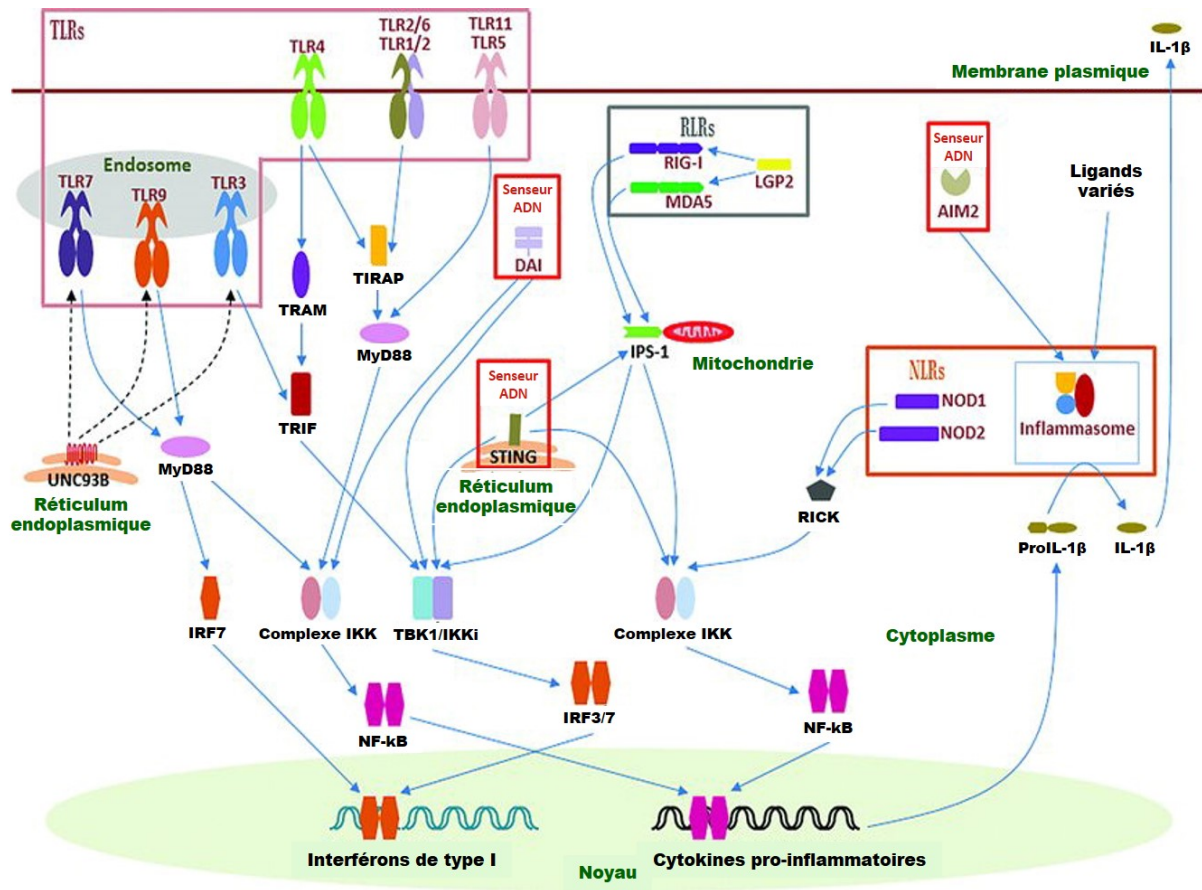 TLRs
TLR4
TLR2/6
TLR1/2
TLR11
TLR5
IL-1β
Membrane plasmique
Endosome
TLR7
TLR9
TLR3
RLRs
RIG-I
LGP2
MDA5
Senseur
ADN
DAI
Senseur
ADN
AIM2
Ligands
variés
TRAM
TIRAP
MyD88
IPS-1
Mitochondrie
TRIF
Senseur
ADN
STING
Réticulum
endoplasmique
NLRs
NOD1
NOD2
Inflammasome
UNC93B
Réticulum
endoplasmique
MyD88
RICK
ProIL-1β
IL-1β
IRF7
Complexe IKK
TBK1/IKKi
Complexe IKK
Cytoplasme
NF-kB
IRF3/7
NF-kB
Interférons de type I
Cytokines pro-inflammatoires
Noyau